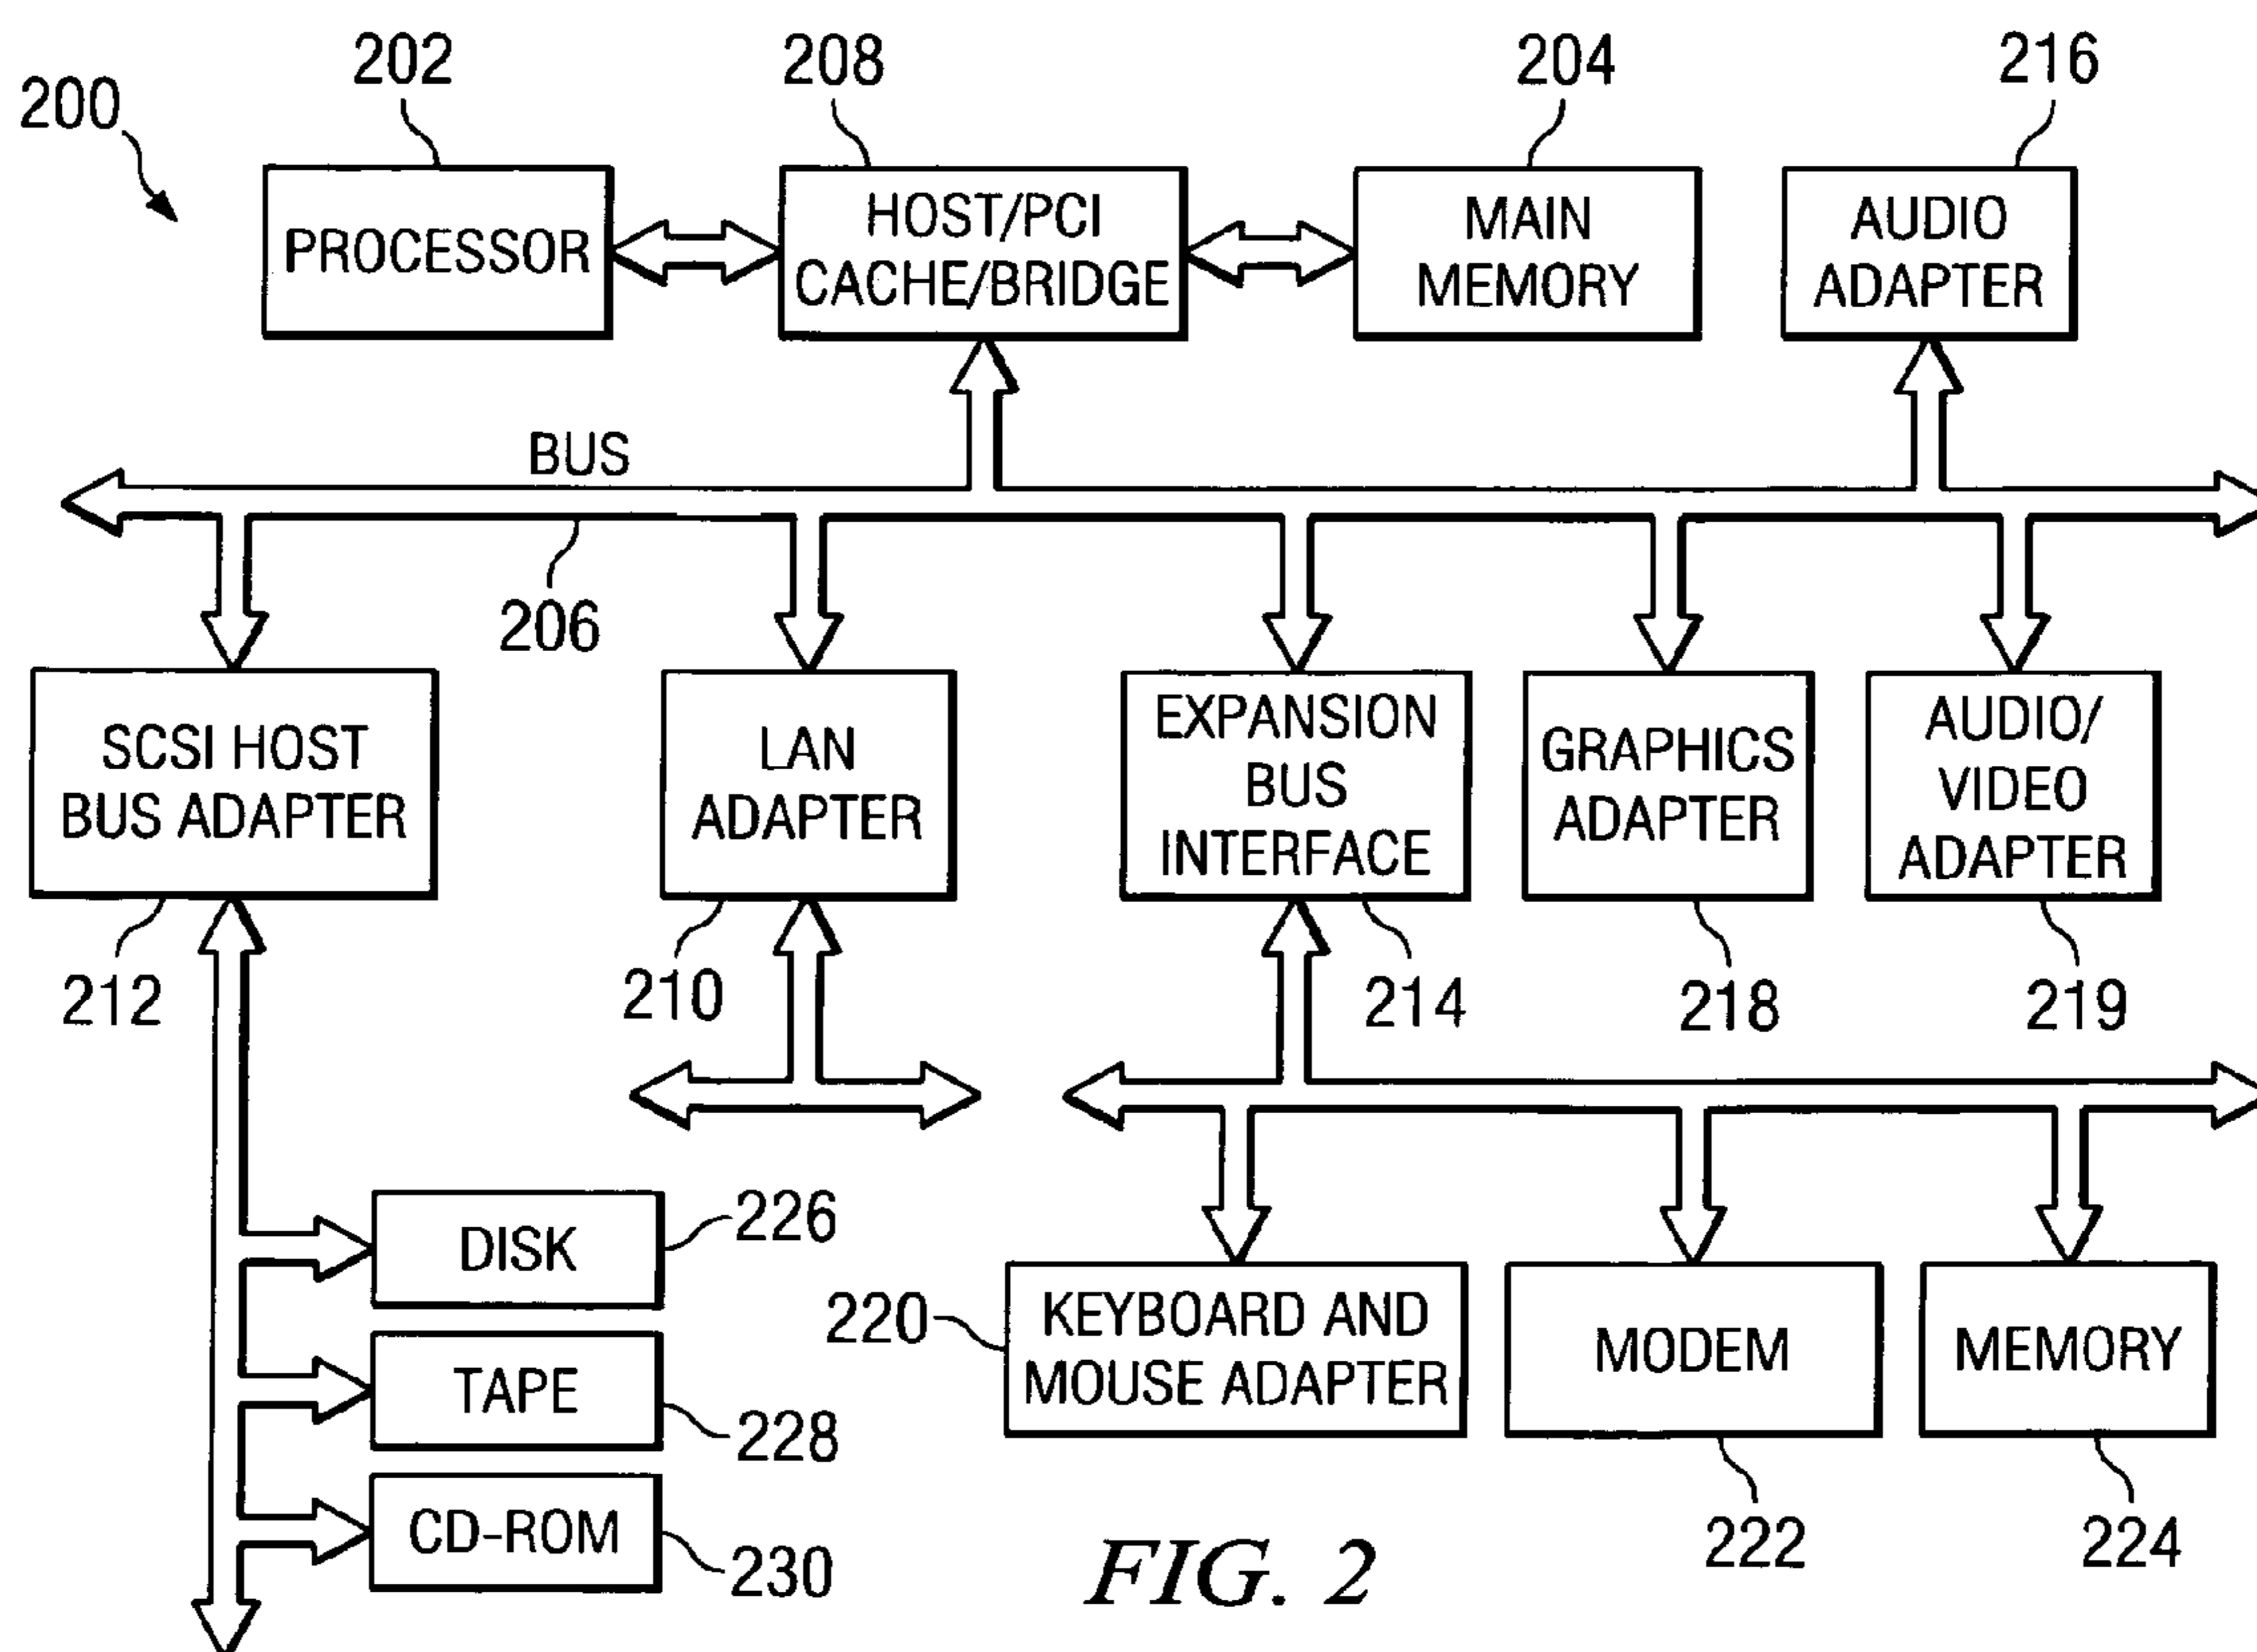 200
202
208
204
216
PROCESSOR
HOST/PCI
CACHE/BRIDGE
MAIN
MEMORY
AUDIO
ADAPTER
BUS
206
SCSI HOST
BUS ADAPTER
LAN
ADAPTER
EXPANSION
BUS
INTERFACE
GRAPHICS
ADAPTER
AUDIO/
VIDEO
ADAPTER
212
210
214
218
219
DISK
226
TAPE
228
CD-ROM
230
220
KEYBOARD AND
MOUSE ADAPTER
MODEM
MEMORY
222
224
FIG. 2